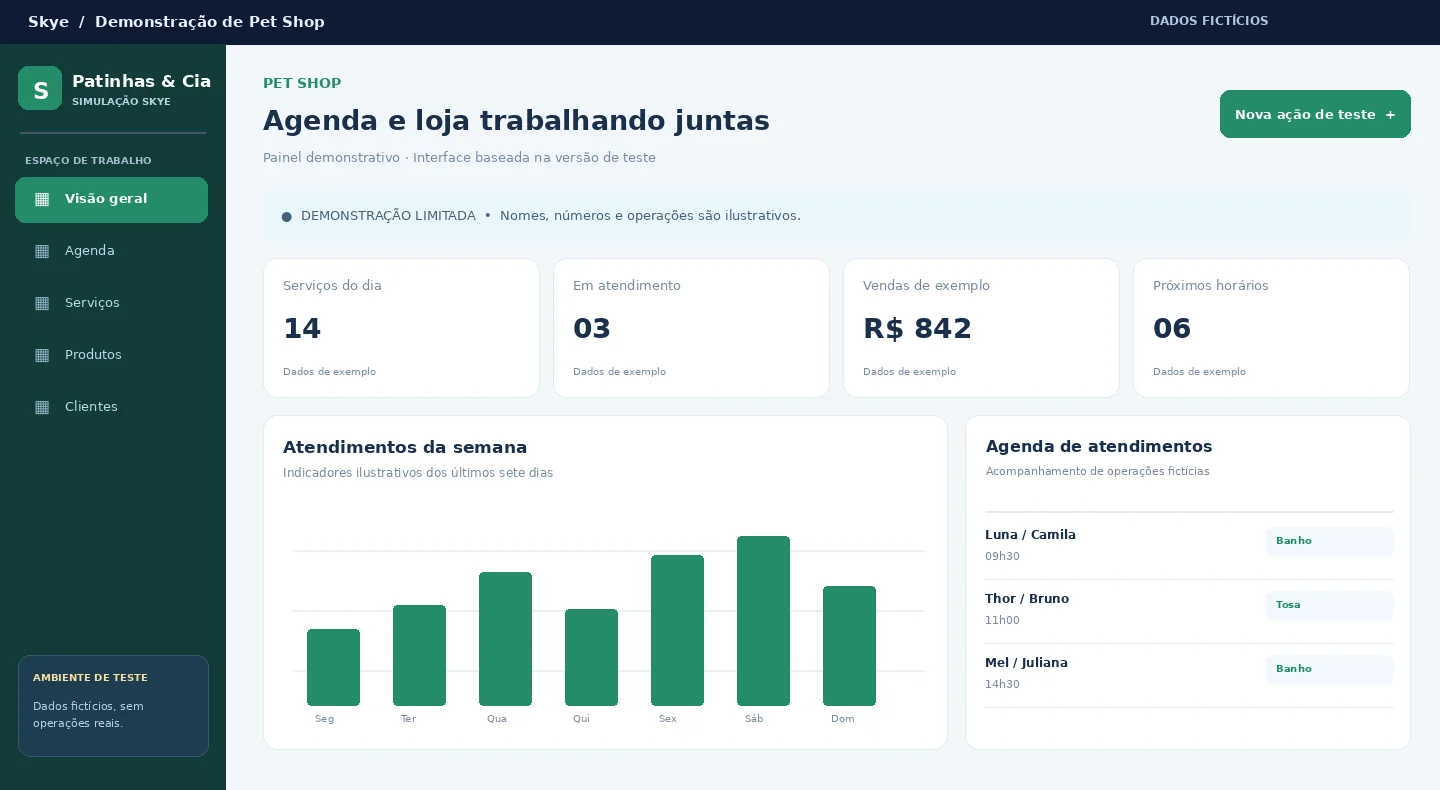 Skye / Demonstração de Pet Shop
DADOS FICTÍCIOS
S
Patinhas & Cia
SIMULAÇÃO SKYE
ESPAÇO DE TRABALHO
Visão geral
Agenda
Serviços
Produtos
Clientes
AMBIENTE DE TESTE
Dados fictícios, sem
operações reais.
PET SHOP
Agenda e loja trabalhando juntas
Painel demonstrativo · Interface baseada na versão de teste
Nova ação de teste +
DEMONSTRAÇÃO LIMITADA • Nomes, números e operações são ilustrativos.
Serviços do dia
14
Dados de exemplo
Em atendimento
03
Dados de exemplo
Vendas de exemplo
R$ 842
Dados de exemplo
Próximos horários
06
Dados de exemplo
Atendimentos da semana
Indicadores ilustrativos dos últimos sete dias
Seg Ter Qua Qui Sex Sáb Dom
Agenda de atendimentos
Acompanhamento de operações fictícias
Luna / Camila
09h30
Banho
Thor / Bruno
11h00
Tosa
Mel / Juliana
14h30
Banho